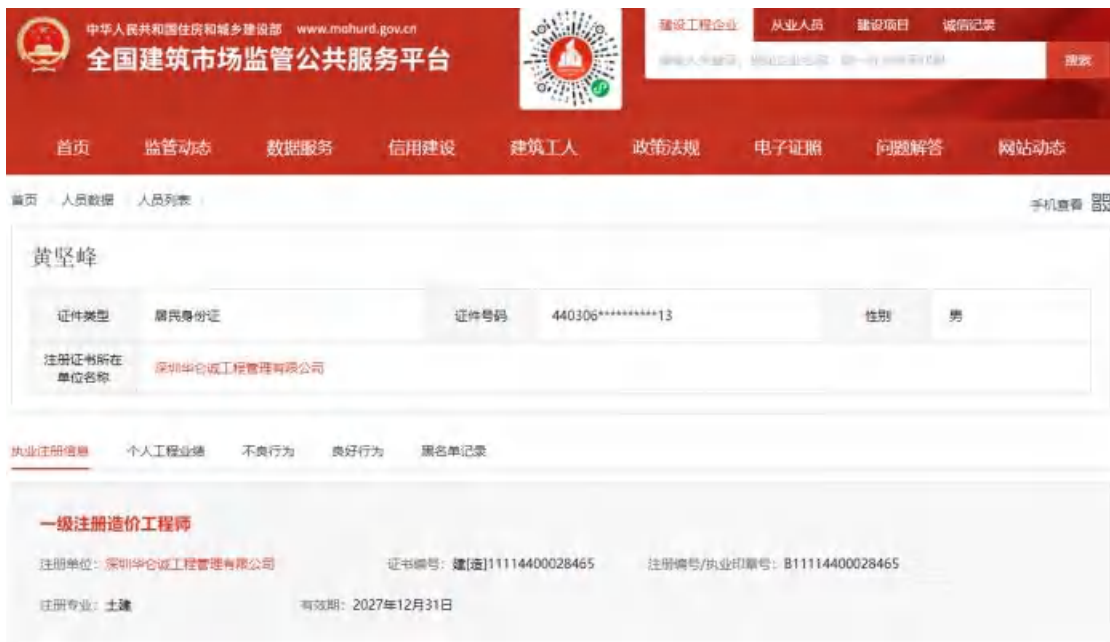 中华人民共和国住房和城乡建设部 www.mohurd.gov.cn
全国建筑市场监管公共服务平台
建设工程企业 从业人员 建设项目 诚信记录
搜索
首页 监管动态 数据服务 信用建设 建筑工人 政策法规 电子证照 问题解答 网站动态
首页 人员数据 人员列表
手机查看
黄坚峰
证件类型 居民身份证 证件号码 440306**********13 性别 男
注册证书所在
单位名称
深圳华仑诚工程管理有限公司
执业注册信息 个人工程业绩 不良行为 良好行为 黑名单记录
一级注册造价工程师
注册单位:深圳华仑诚工程管理有限公司 证书编号:建[造]11114400028465 注册编号/执业印章号:B11114400028465
注册专业:土建 有效期:2027年12月31日